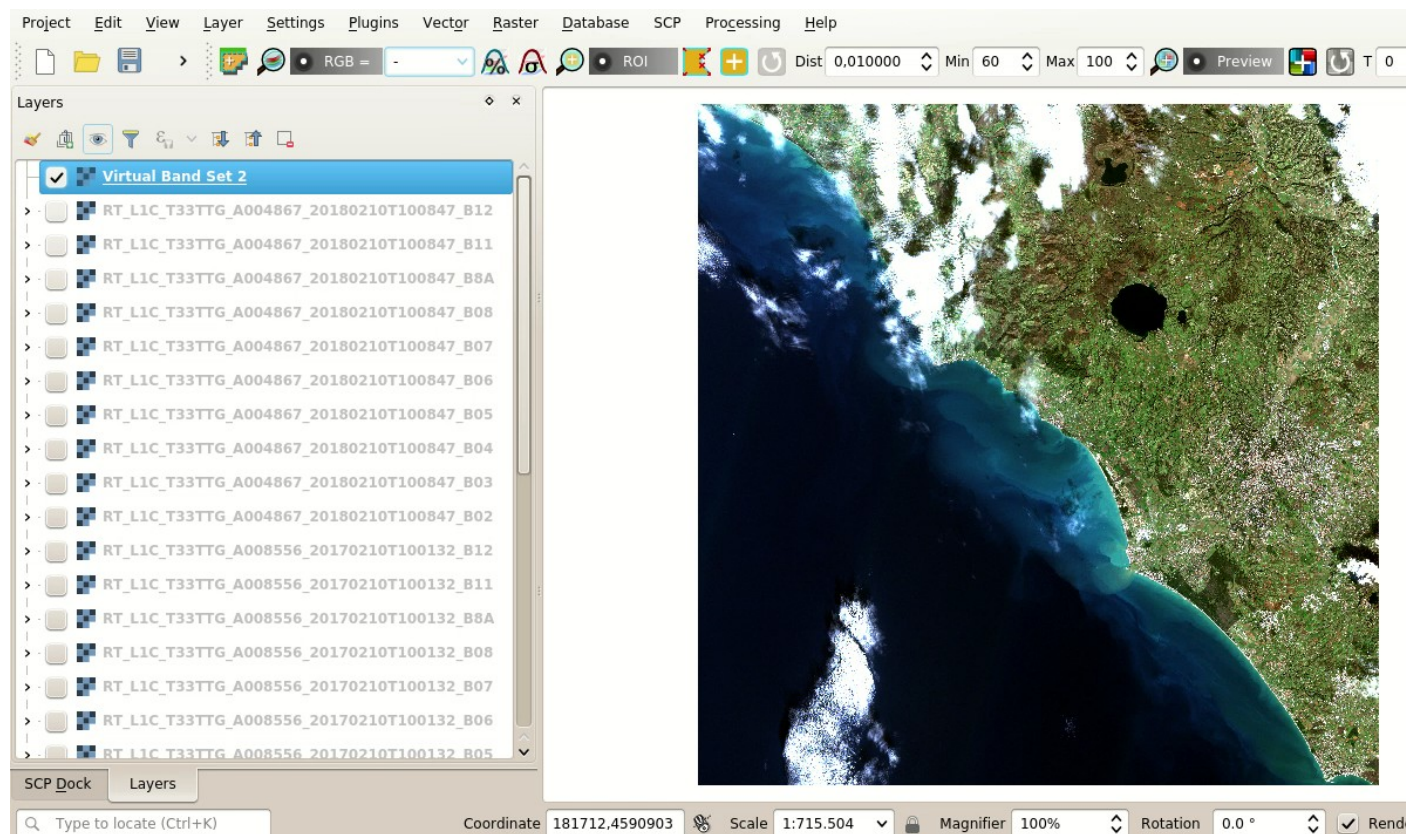 Project Edit View Layer Settings Plugins Vector Raster Database SCP Processing Help
RGB = - ROI Dist 0,010000 Min 60 Max 100 Preview T 0
Layers
Virtual Band Set 2
RT_L1C_T33TTG_A004867_20180210T100847_B12
RT_L1C_T33TTG_A004867_20180210T100847_B11
RT_L1C_T33TTG_A004867_20180210T100847_B8A
RT_L1C_T33TTG_A004867_20180210T100847_B08
RT_L1C_T33TTG_A004867_20180210T100847_B07
RT_L1C_T33TTG_A004867_20180210T100847_B06
RT_L1C_T33TTG_A004867_20180210T100847_B05
RT_L1C_T33TTG_A004867_20180210T100847_B04
RT_L1C_T33TTG_A004867_20180210T100847_B03
RT_L1C_T33TTG_A004867_20180210T100847_B02
RT_L1C_T33TTG_A008556_20170210T100132_B12
RT_L1C_T33TTG_A008556_20170210T100132_B11
RT_L1C_T33TTG_A008556_20170210T100132_B8A
RT_L1C_T33TTG_A008556_20170210T100132_B08
RT_L1C_T33TTG_A008556_20170210T100132_B07
RT_L1C_T33TTG_A008556_20170210T100132_B06
RT_L1C_T33TTG_A008556_20170210T100132_B05
SCP Dock Layers
Type to locate (Ctrl+K) Coordinate 181712,4590903 Scale 1:715.504 Magnifier 100% Rotation 0.0 ° Rende